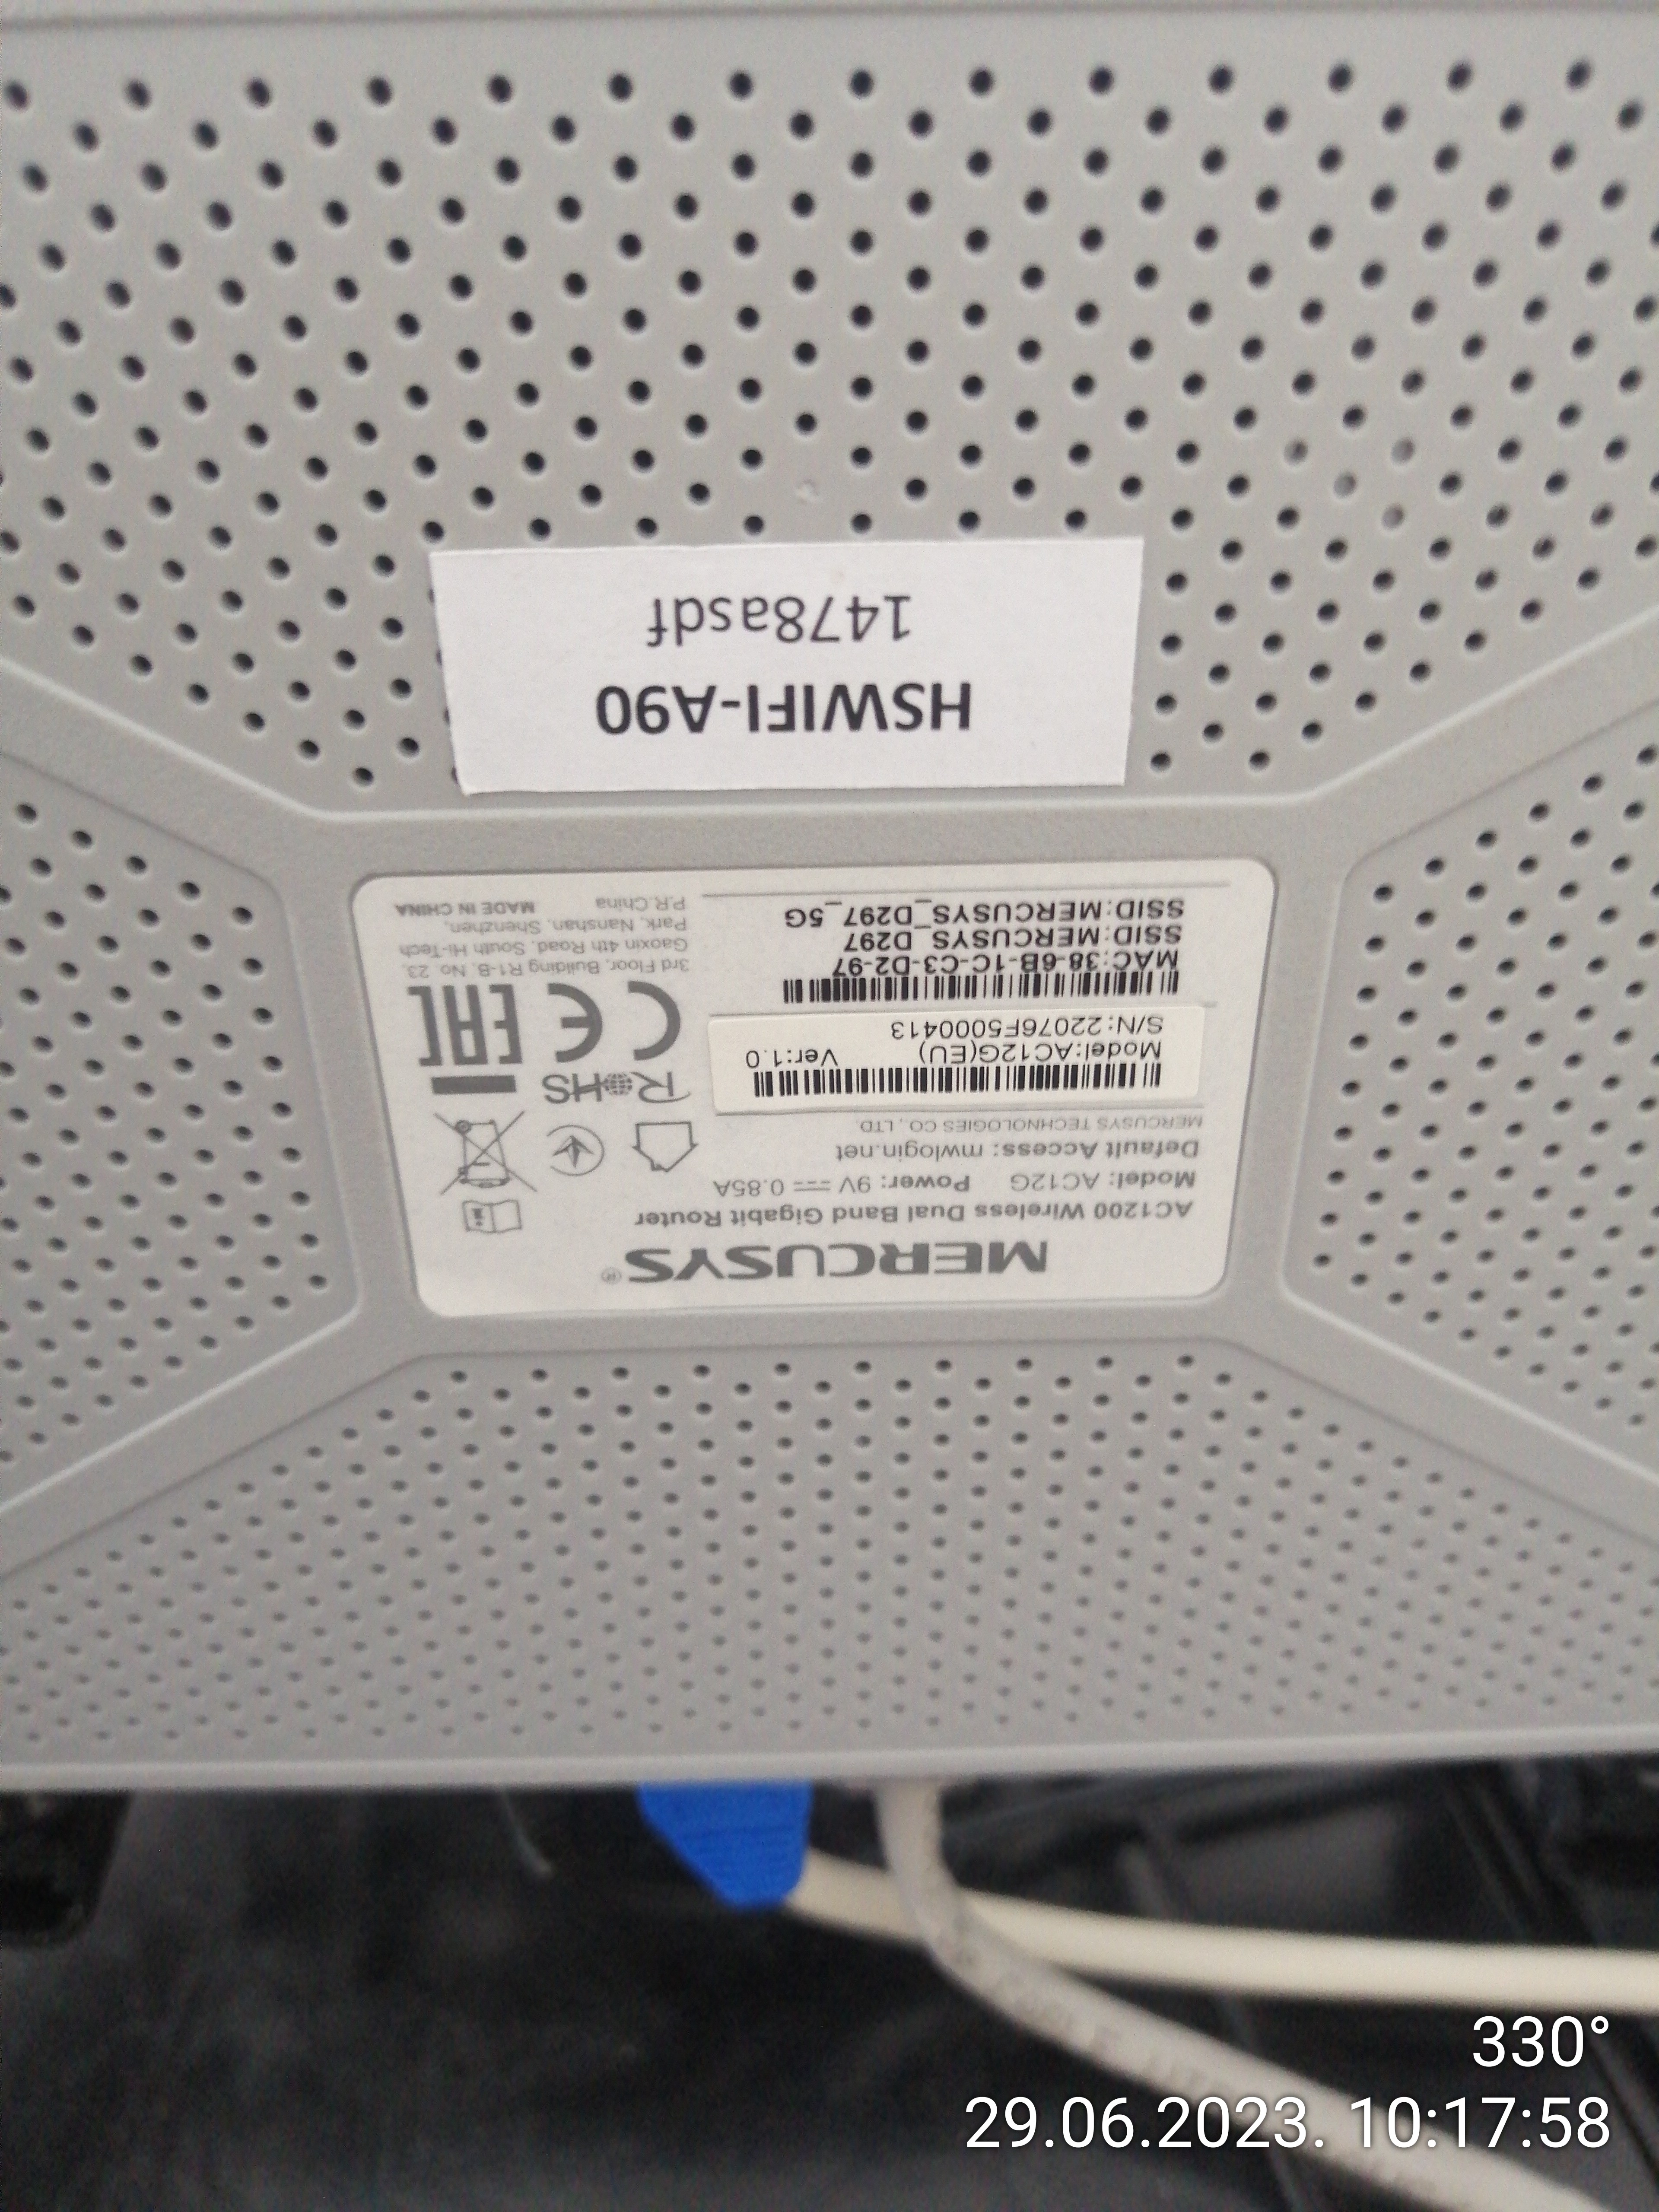 MERCUSYS®
AC1200 Wireless Dual Band Gigabit Router
Model: AC12G Power: 9V ⎓ 0.85A
Default Access: mwlogin.net
MERCUSYS TECHNOLOGIES CO., LTD.
Model:AC12G(EU) Ver:1.0
S/N:22076F5000413
MAC:38-6B-1C-C3-D2-97
SSID:MERCUSYS_D297
SSID:MERCUSYS_D297_5G
RoHS
CE EAC
3rd Floor, Building R1-B, No 23,
Gaoxin 4th Road, South Hi-Tech
Park, Nanshan, Shenzhen,
P.R.China MADE IN CHINA
HSWIFI-A90
1478asdf
330°
29.06.2023. 10:17:58